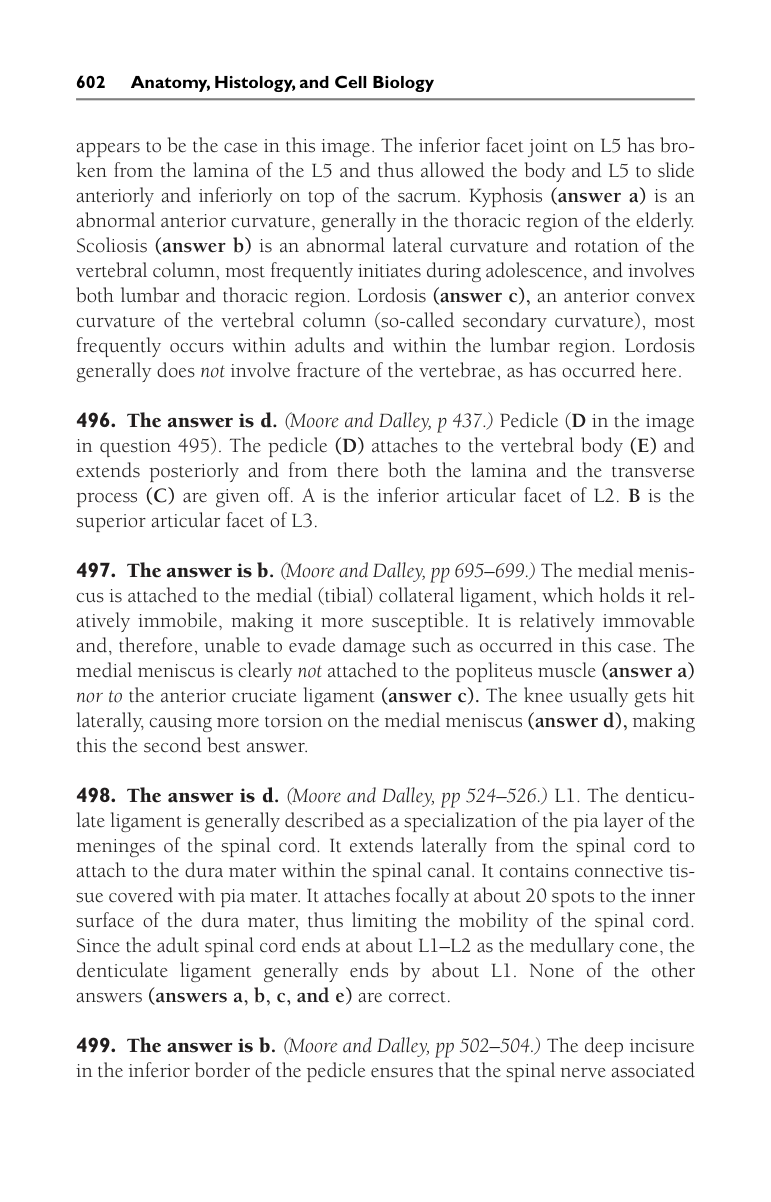 602 Anatomy, Histology, and Cell Biology
appears to be the case in this image. The inferior facet joint on L5 has bro-
ken from the lamina of the L5 and thus allowed the body and L5 to slide
anteriorly and inferiorly on top of the sacrum. Kyphosis (answer a) is an
abnormal anterior curvature, generally in the thoracic region of the elderly.
Scoliosis (answer b) is an abnormal lateral curvature and rotation of the
vertebral column, most frequently initiates during adolescence, and involves
both lumbar and thoracic region. Lordosis (answer c), an anterior convex
curvature of the vertebral column (so-called secondary curvature), most
frequently occurs within adults and within the lumbar region. Lordosis
generally does not involve fracture of the vertebrae, as has occurred here.
496. The answer is d. (Moore and Dalley, p 437.) Pedicle (D in the image
in question 495). The pedicle (D) attaches to the vertebral body (E) and
extends posteriorly and from there both the lamina and the transverse
process (C) are given off. A is the inferior articular facet of L2. B is the
superior articular facet of L3.
497. The answer is b. (Moore and Dalley, pp 695–699.) The medial menis-
cus is attached to the medial (tibial) collateral ligament, which holds it rel-
atively immobile, making it more susceptible. It is relatively immovable
and, therefore, unable to evade damage such as occurred in this case. The
medial meniscus is clearly not attached to the popliteus muscle (answer a)
nor to the anterior cruciate ligament (answer c). The knee usually gets hit
laterally, causing more torsion on the medial meniscus (answer d), making
this the second best answer.
498. The answer is d. (Moore and Dalley, pp 524–526.) L1. The denticu-
late ligament is generally described as a specialization of the pia layer of the
meninges of the spinal cord. It extends laterally from the spinal cord to
attach to the dura mater within the spinal canal. It contains connective tis-
sue covered with pia mater. It attaches focally at about 20 spots to the inner
surface of the dura mater, thus limiting the mobility of the spinal cord.
Since the adult spinal cord ends at about L1–L2 as the medullary cone, the
denticulate ligament generally ends by about L1. None of the other
answers (answers a, b, c, and e) are correct.
499. The answer is b. (Moore and Dalley, pp 502–504.) The deep incisure
in the inferior border of the pedicle ensures that the spinal nerve associated